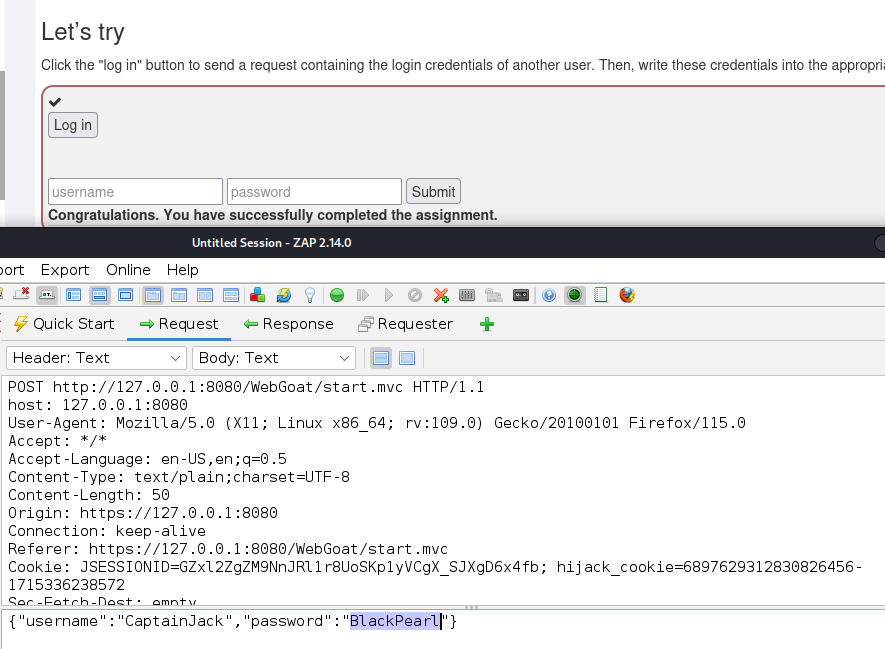 Let’s try
Click the "log in" button to send a request containing the login credentials of another user. Then, write these credentials into the
Log in
username password Submit
Congratulations. You have successfully completed the assignment.
Untitled Session - ZAP 2.14.0
Export Online Help
Quick Start Request Response Requester
Header: Text Body: Text
POST http://127.0.0.1:8080/WebGoat/start.mvc HTTP/1.1
host: 127.0.0.1:8080
User-Agent: Mozilla/5.0 (X11; Linux x86_64; rv:109.0) Gecko/20100101 Firefox/115.0
Accept: */*
Accept-Language: en-US,en;q=0.5
Content-Type: text/plain;charset=UTF-8
Content-Length: 50
Origin: https://127.0.0.1:8080
Connection: keep-alive
Referer: https://127.0.0.1:8080/WebGoat/start.mvc
Cookie: JSESSIONID=GZxl2ZgZM9NnJRl1r8UoSKp1yVCgX_SJXgD6x4fb; hijack_cookie=6897629312830826456-
1715336238572
Sec-Fetch-Dest: empty
{"username":"CaptainJack","password":"BlackPearl"}